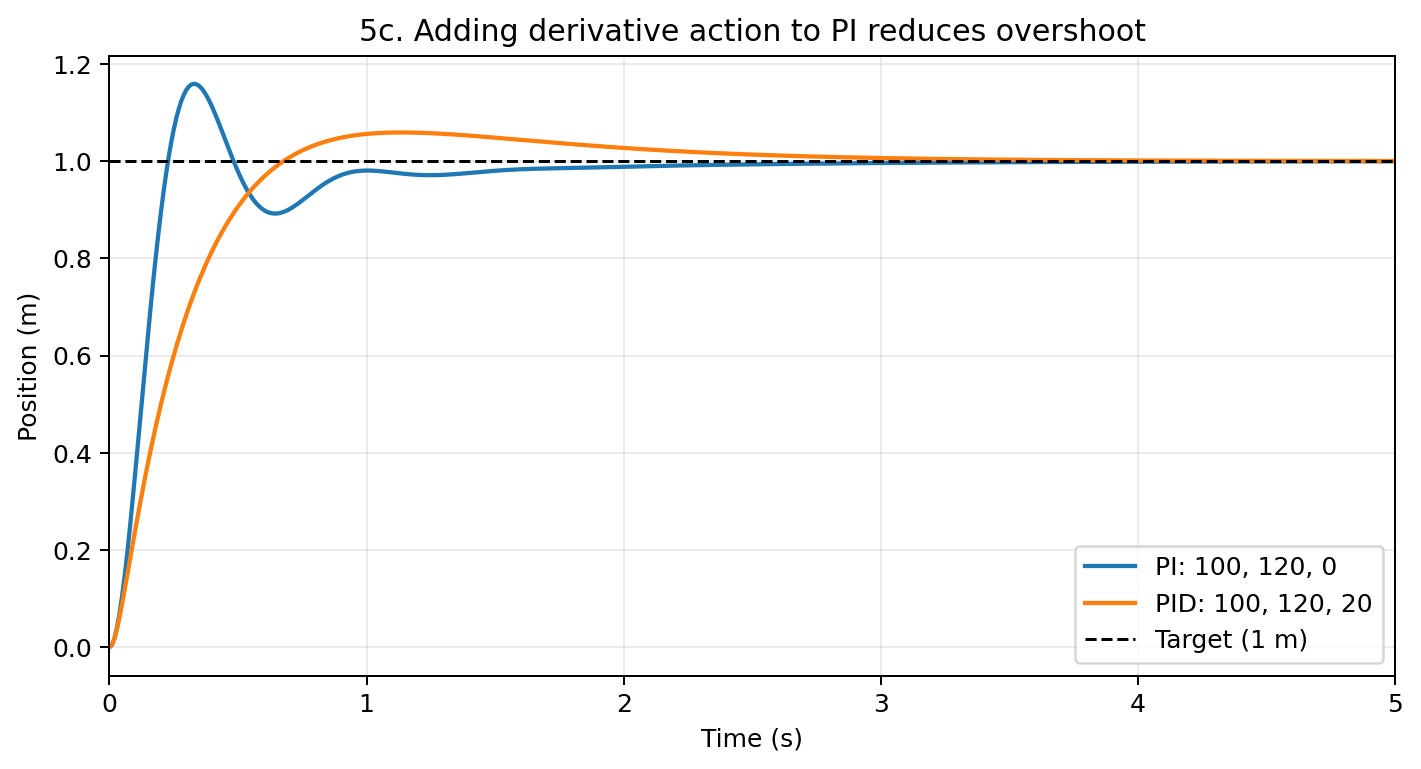 5c. Adding derivative action to PI reduces overshoot
1.2
1.0
0.8
0.6
0.4
0.2
0.0
Position (m)
PI: 100, 120, 0
PID: 100, 120, 20
Target (1 m)
0 1 2 3 4 5
Time (s)